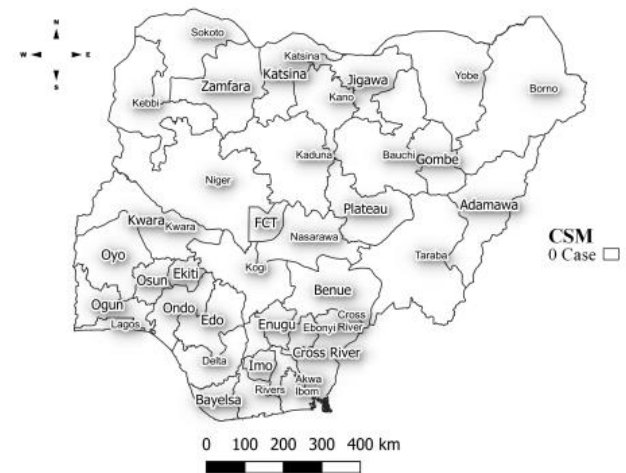 N
W E
S
Sokoto
Katsina
Zamfara
Katsina
Jigawa
Yobe
Kebbi
Kano
Borno
Kaduna
Bauchi
Gombe
Niger
Plateau
Adamawa
Kwara
Kwara
FCT
Nasarawa
Oyo
Kogi
Taraba
CSM
0 Case
Osun
Ekiti
Benue
Ogun
Ondo
Edo
Enugu
Ebonyi
Cross
River
Lagos
Cross River
Delta
Imo
Akwa
Ibom
Rivers
Bayelsa
0 100 200 300 400 km